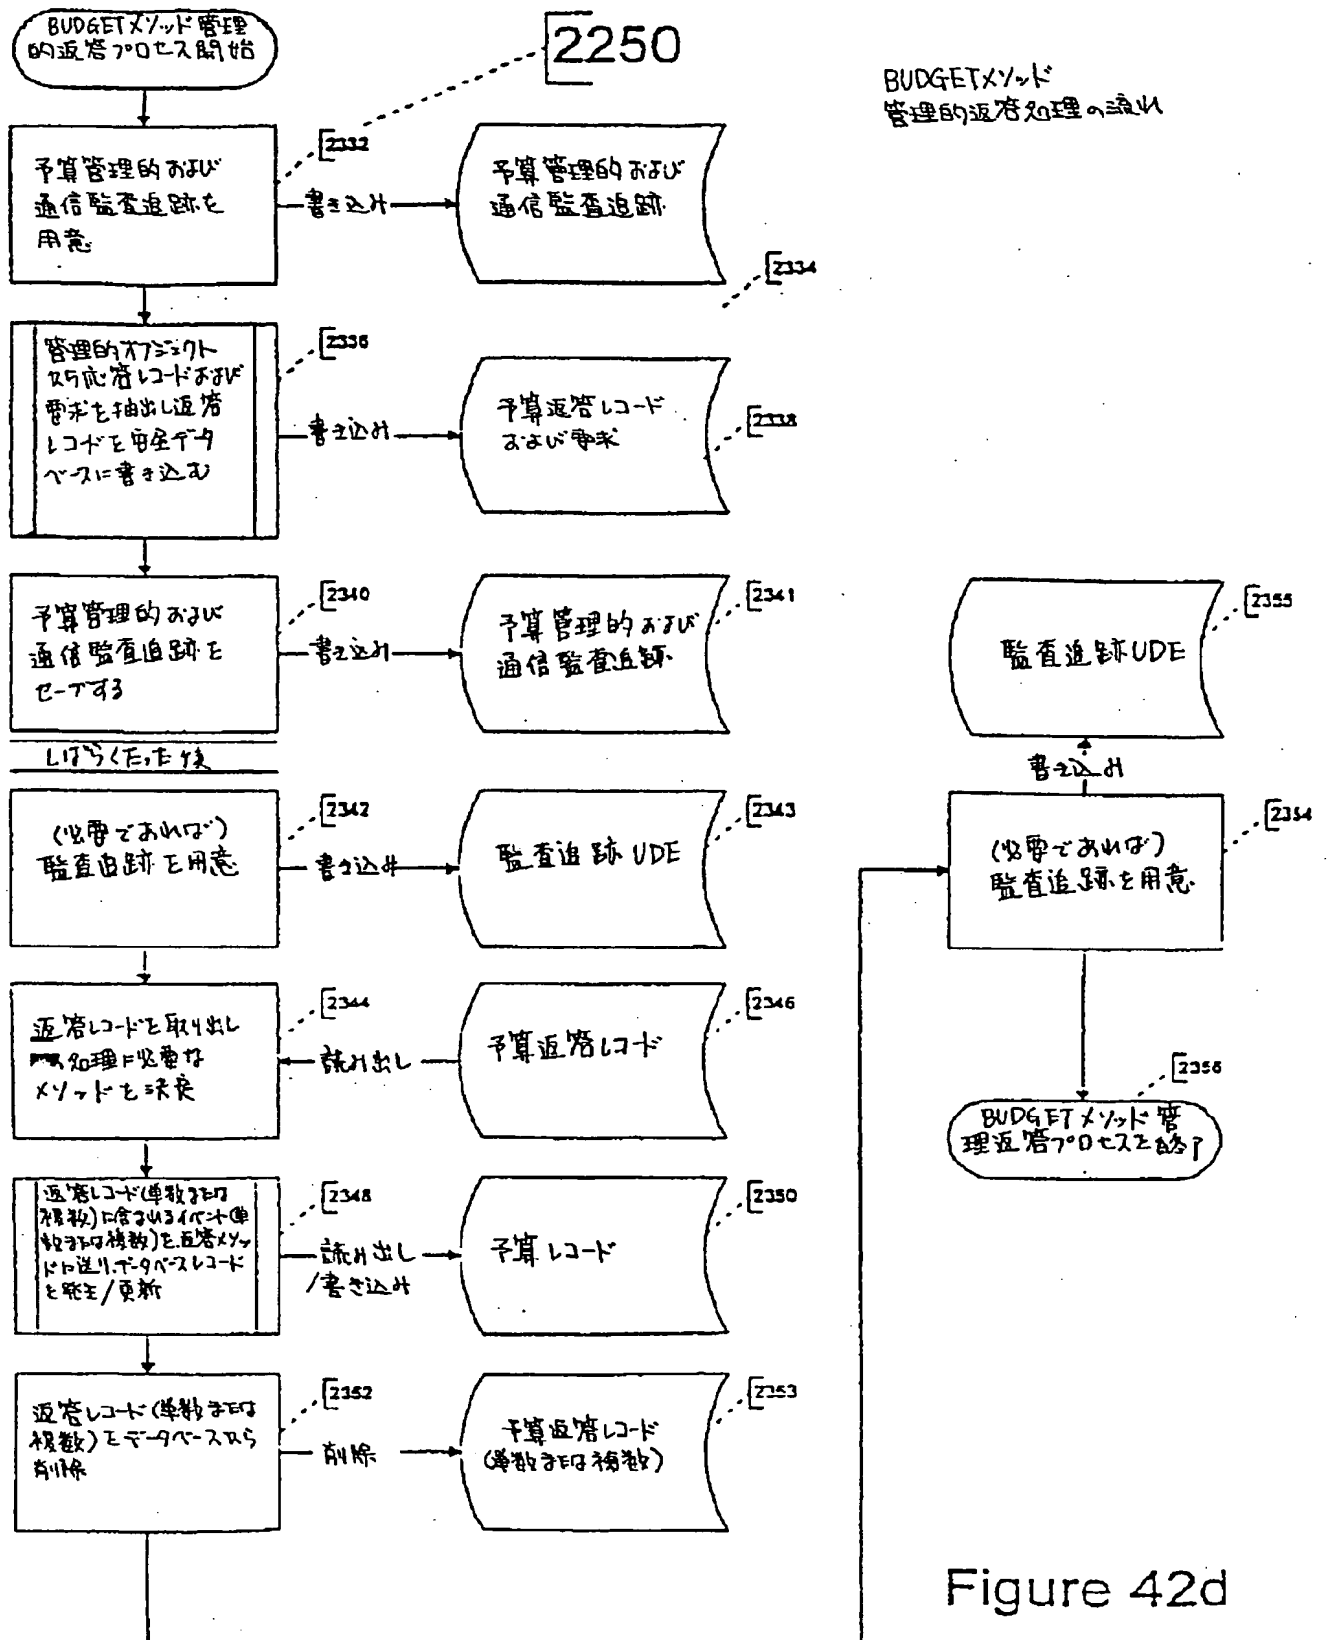 BUDGETメソッド管理
的返答プロセス開始
2250
BUDGETメソッド
管理的返答処理の流れ
予算管理的および
通信監査追跡を
用意
2332
書き込み
予算管理的および
通信監査追跡
2334
管理的オブジェクト
から応答レコードおよび
要求を抽出し返答
レコードを安全データ
ベースに書き込む
2336
書き込み
予算返答レコード
および要求
2338
予算管理的および
通信監査追跡を
セーブする
2340
書き込み
予算管理的および
通信監査追跡
2341
しばらくたった後
(必要であれば)
監査追跡を用意
2342
書き込み
監査追跡UDE
2343
返答レコードを取り出し
処理に必要な
メソッドを決定
2344
読み出し
予算返答レコード
2346
返答レコード(単数または
複数)に含まれるイベント(単
数または複数)を返答メソッ
ドに送り、データベースレコード
を発生/更新
2348
読み出し
/書き込み
予算レコード
2350
返答レコード(単数または
複数)をデータベースから
削除
2352
削除
予算返答レコード
(単数または複数)
2353
監査追跡UDE
2355
書き込み
(必要であれば)
監査追跡を用意
2354
2356
BUDGETメソッド管
理返答プロセスを終了
Figure 42d